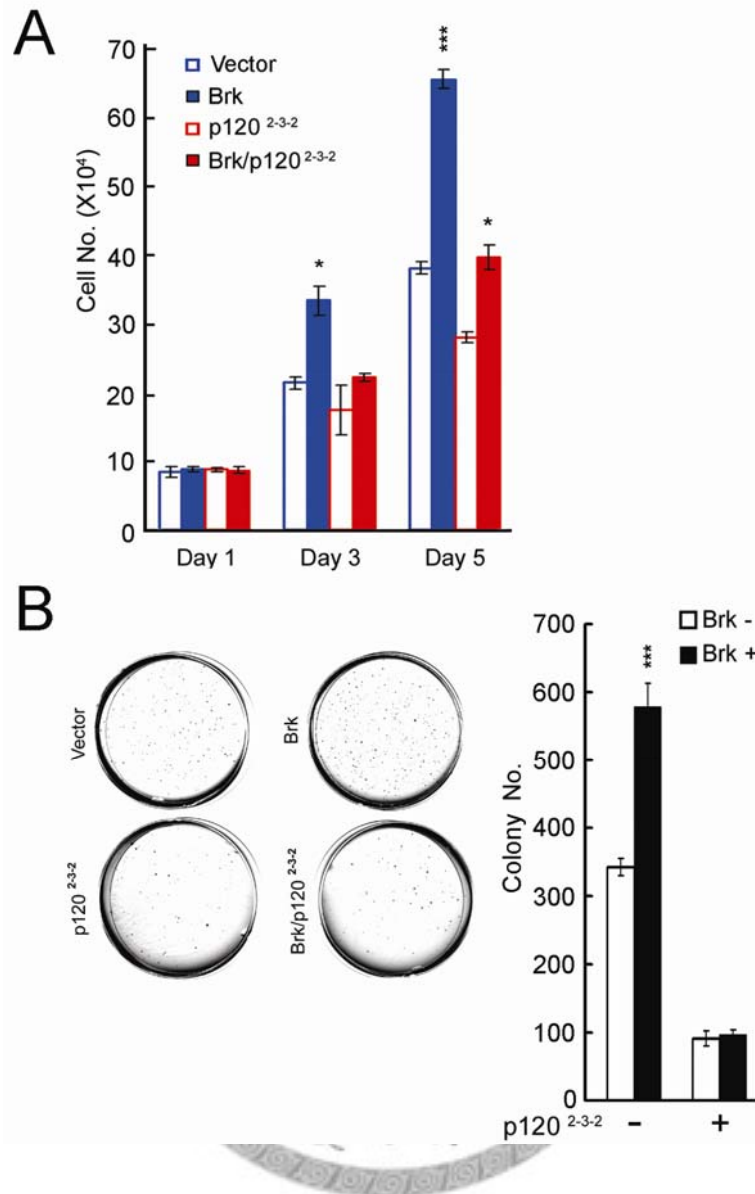 A
70
60
50
40
30
20
10
0
Cell No. (X10⁴)
Vector
Brk
p120 ²⁻³⁻²
Brk/p120 ²⁻³⁻²
*
***
*
Day 1 Day 3 Day 5
B
Vector
Brk
p120 ²⁻³⁻²
Brk/p120 ²⁻³⁻²
700
600
500
400
300
200
100
0
Colony No.
Brk -
Brk +
***
p120 ²⁻³⁻² - +